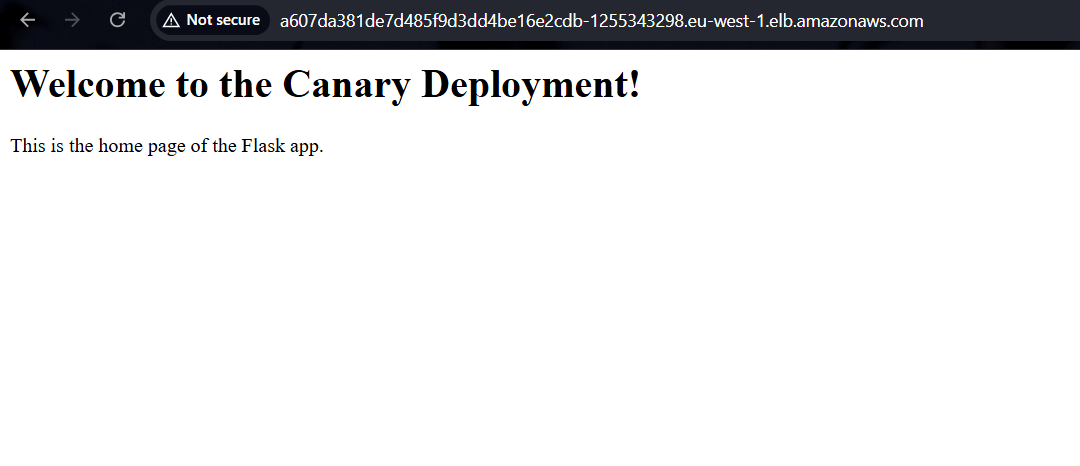 Not secure a607da381de7d485f9d3dd4be16e2cdb-1255343298.eu-west-1.elb.amazonaws.com
Welcome to the Canary Deployment!
This is the home page of the Flask app.